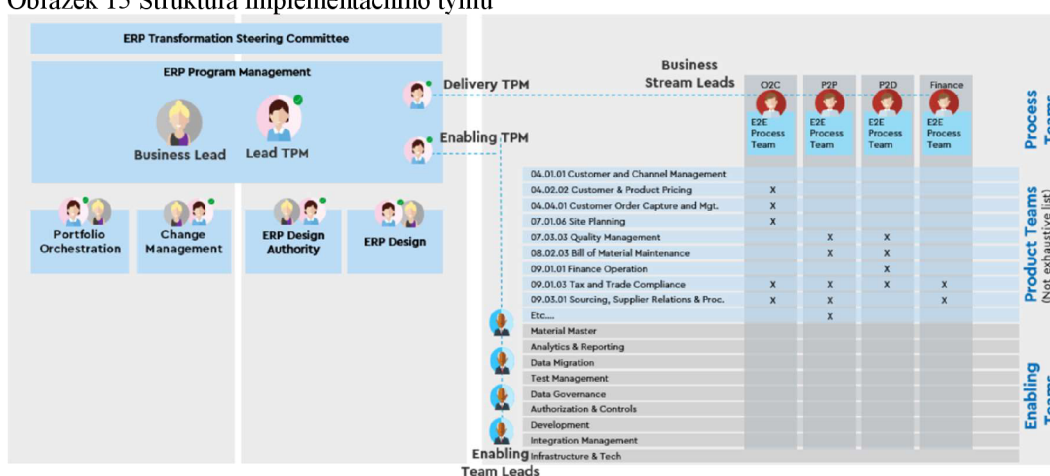 Obrázek 15 Struktura implementačního týmu
ERP Transformation Steering Committee
ERP Program Management
Business Lead
Lead TPM
Delivery TPM
Enabling TPM
Portfolio
Orchestration
Change
Management
ERP Design
Authority
ERP Design
Business
Stream Leads
O2C
P2P
P2D
Finance
E2E
Process
Team
E2E
Process
Team
E2E
Process
Team
E2E
Process
Team
Process
Teams
04.01.01 Customer and Channel Management
04.02.02 Customer & Product Pricing X
04.04.01 Customer Order Capture and Mgt. X
07.01.06 Site Planning X
07.03.03 Quality Management X X
08.02.03 Bill of Material Maintenance X X
09.01.01 Finance Operation X
09.01.03 Tax and Trade Compliance X X X X
09.03.01 Sourcing, Supplier Relations & Proc. X X X
Etc.... X
Product Teams
(Not exhaustive list)
Material Master
Analytics & Reporting
Data Migration
Test Management
Data Governance
Authorization & Controls
Development
Integration Management
Infrastructure & Tech
Enabling
Teams
Enabling
Team Leads